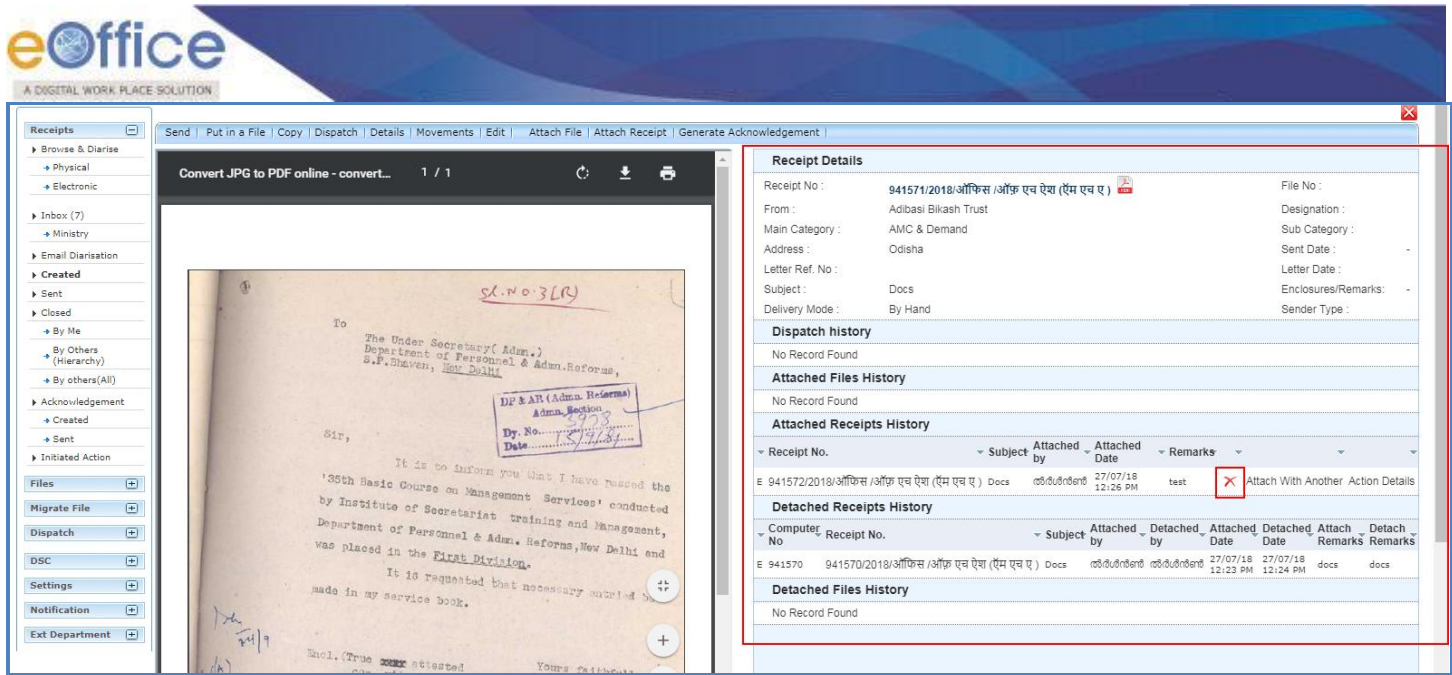 eOffice
A DIGITAL WORK PLACE SOLUTION
Receipts
Browse & Diarise
Physical
Electronic
Inbox (7)
Ministry
Email Diarisation
Created
Sent
Closed
By Me
By Others
(Hierarchy)
By others(All)
Acknowledgement
Created
Sent
Initiated Action
Files
Migrate File
Dispatch
DSC
Settings
Notification
Ext Department
Send | Put in a File | Copy | Dispatch | Details | Movements | Edit | Attach File | Attach Receipt | Generate Acknowledgement |
Convert JPG to PDF online - convert... 1 / 1
Sl.No.3(R)
To
The Under Secretary( Admn.)
Department of Personnel & Admn.Reforms,
S.P.Bhavan, New Delhi
DP & AR (Admn. Reforms)
Admn. Section
Dy. No. 3978
Date 15/9/81
Sir,
It is to inform you that I have passed the
'35th Basic Course on Management Services' conducted
by Institute of Secretariat training and Management,
Department of Personnel & Admn. Reforms, New Delhi and
was placed in the First Division.
It is requested that necessary entries be
made in my service book.
24/9
Encl.(True attested Yours faithfully
Receipt Details
Receipt No : 941571/2018/ऑफिस /ऑफ़ एच ऐश (ऍम एच ए ) File No :
From : Adibasi Bikash Trust Designation :
Main Category : AMC & Demand Sub Category :
Address : Odisha Sent Date : -
Letter Ref. No : Letter Date :
Subject : Docs Enclosures/Remarks: -
Delivery Mode : By Hand Sender Type :
Dispatch history
No Record Found
Attached Files History
No Record Found
Attached Receipts History
Receipt No. Subject Attached by Attached Date Remarks
E 941572/2018/ऑफिस /ऑफ़ एच ऐश (ऍम एच ए ) Docs 27/07/18 12:26 PM test Attach With Another Action Details
Detached Receipts History
Computer No Receipt No. Subject Attached by Detached by Attached Date Detached Date Attach Remarks Detach Remarks
E 941570 941570/2018/ऑफिस /ऑफ़ एच ऐश (ऍम एच ए ) Docs 27/07/18 12:23 PM 27/07/18 12:24 PM docs docs
Detached Files History
No Record Found